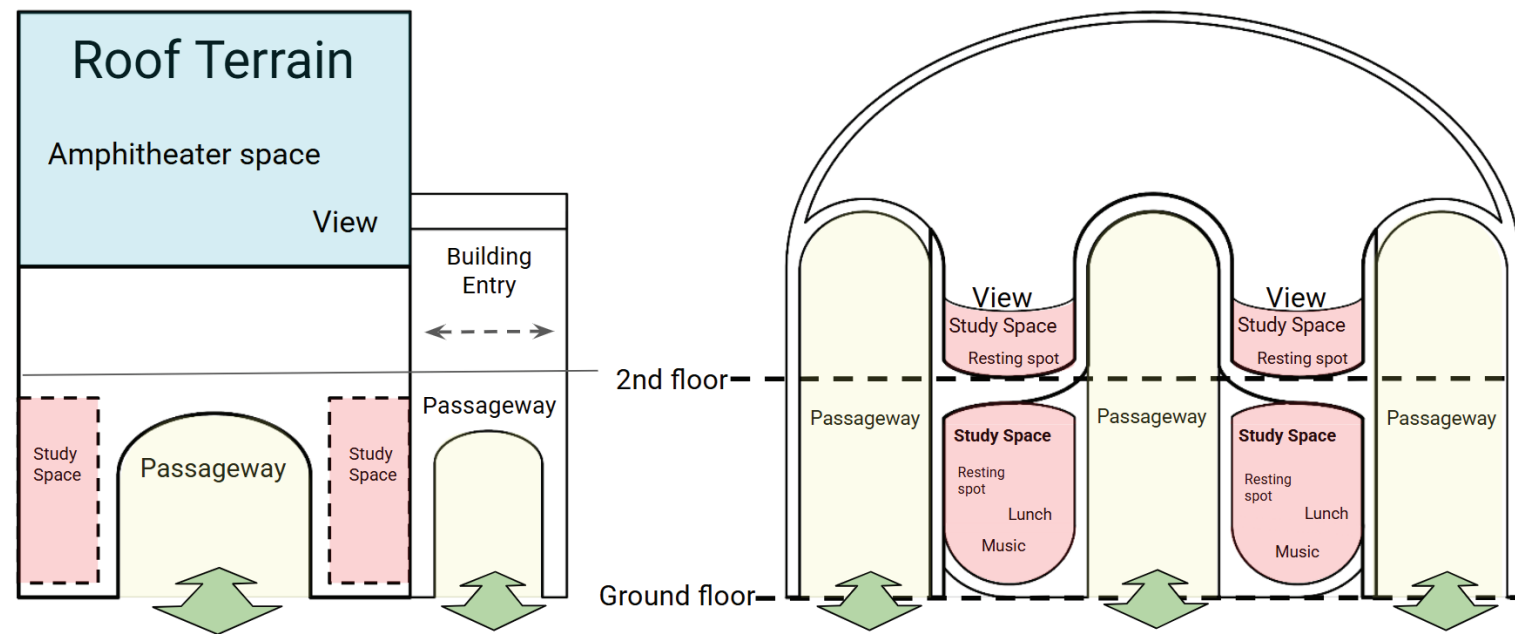 Roof Terrain
Amphitheater space
View
Building
Entry
Passageway
Study
Space
Passageway
Study
Space
2nd floor
Ground floor
View
Study Space
Resting spot
View
Study Space
Resting spot
Passageway
Passageway
Passageway
Study Space
Resting
spot
Lunch
Music
Study Space
Resting
spot
Lunch
Music